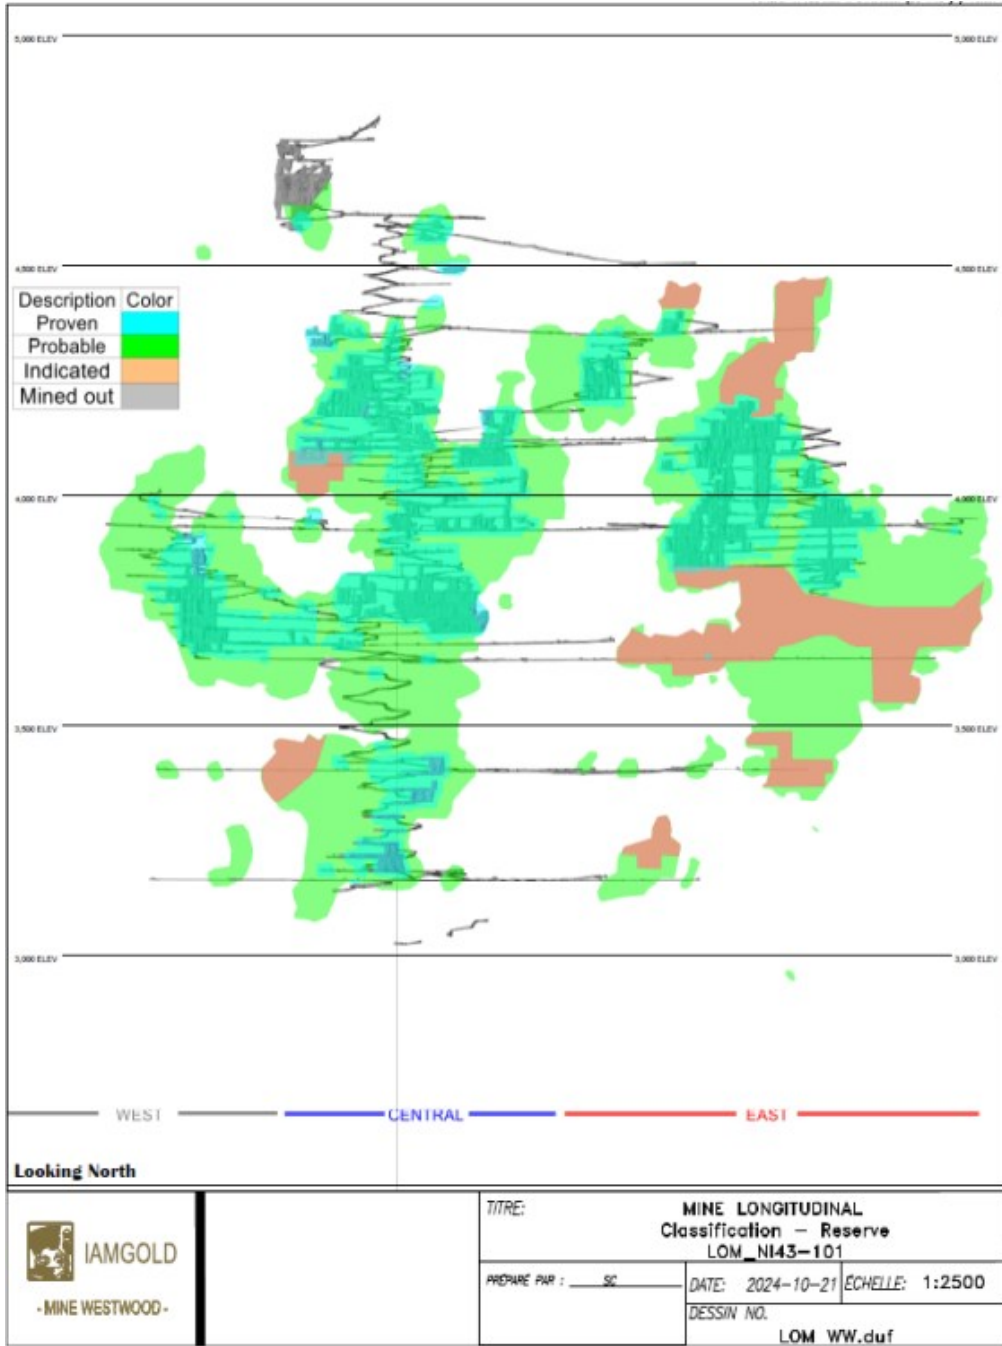 5,000 ELEV
5,000 ELEV
4,500 ELEV
4,500 ELEV
Description Color
Proven
Probable
Indicated
Mined out
4,000 ELEV
4,000 ELEV
3,500 ELEV
3,500 ELEV
3,000 ELEV
3,000 ELEV
WEST CENTRAL EAST
Looking North
IAMGOLD
- MINE WESTWOOD -
TITRE:
MINE LONGITUDINAL
Classification - Reserve
LOM_NI43-101
PRÉPARÉ PAR : SC
DATE: 2024-10-21
ÉCHELLE: 1:2500
DESSIN NO.
LOM WW.duf